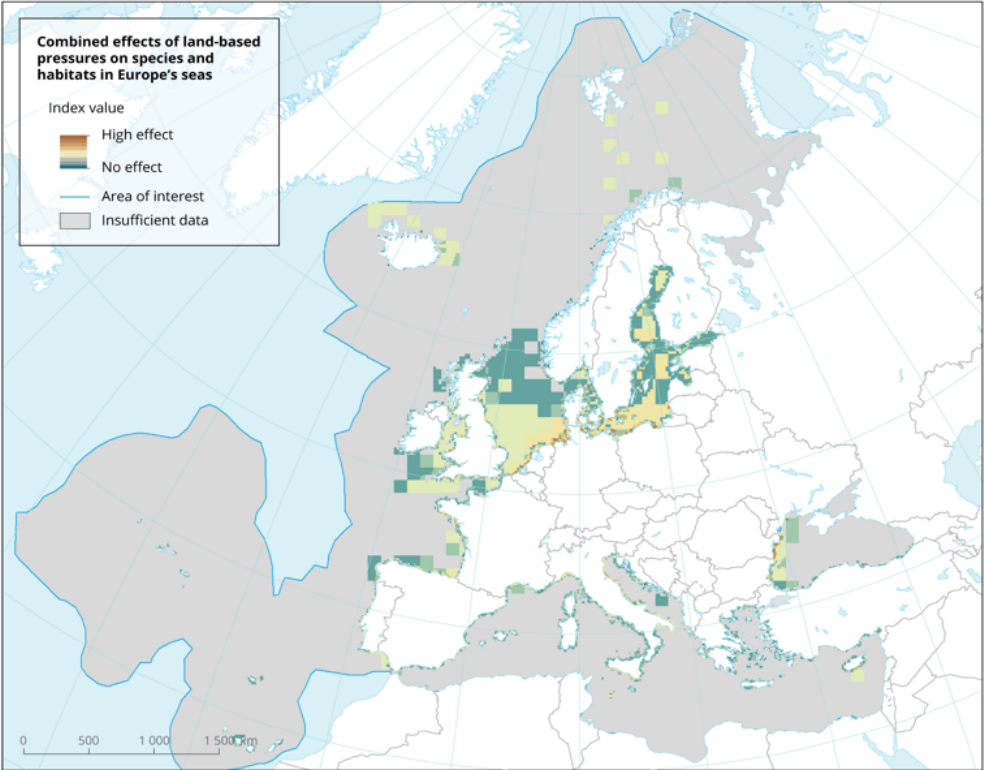 Combined effects of land-based
pressures on species and
habitats in Europe's seas
Index value
High effect
No effect
Area of interest
Insufficient data
0 500 1 000 1 500 km